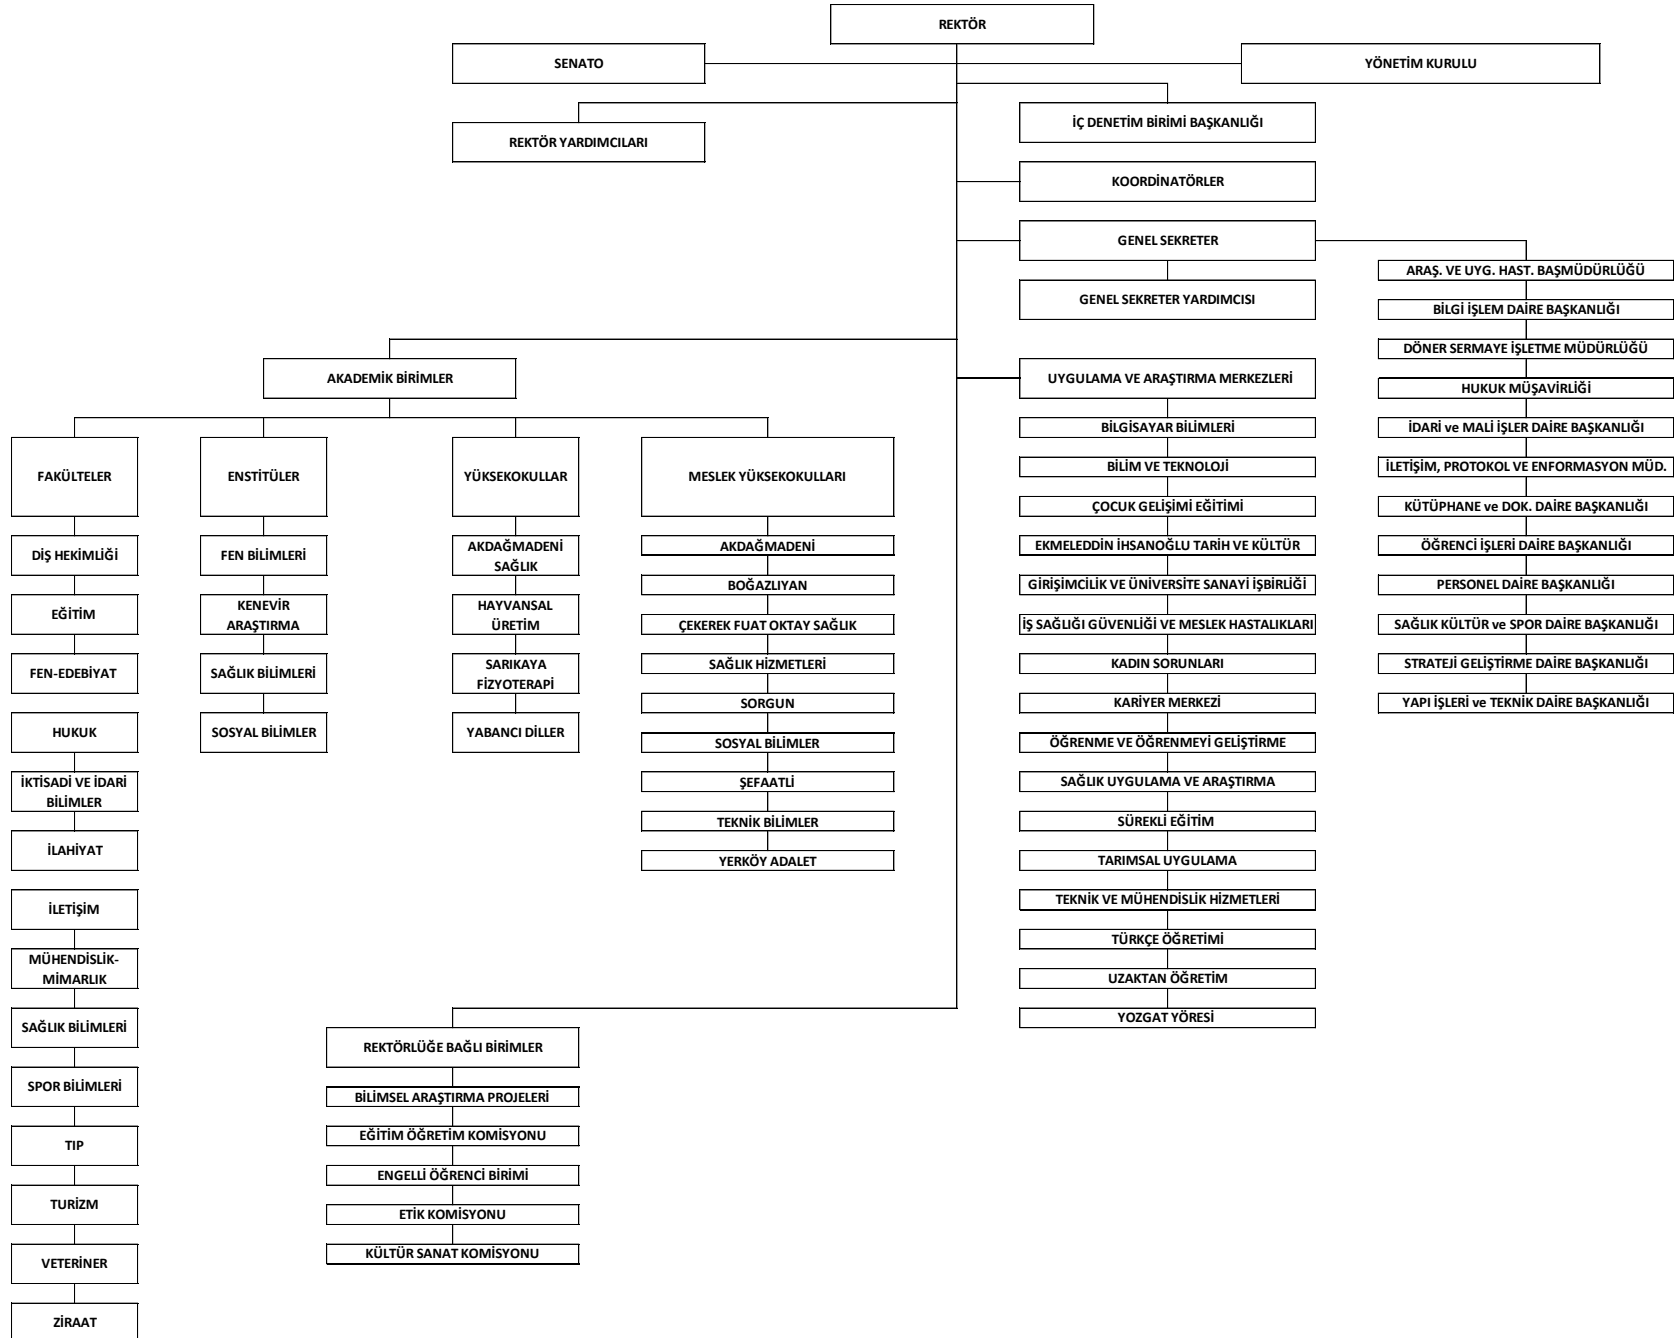 REKTÖR
SENATO
YÖNETİM KURULU
REKTÖR YARDIMCILARI
İÇ DENETİM BİRİMİ BAŞKANLIĞI
KOORDİNATÖRLER
GENEL SEKRETER
GENEL SEKRETER YARDIMCISI
ARAŞ. VE UYG. HAST. BAŞMÜDÜRLÜĞÜ
BİLGİ İŞLEM DAİRE BAŞKANLIĞI
DÖNER SERMAYE İŞLETME MÜDÜRLÜĞÜ
HUKUK MÜŞAVİRLİĞİ
İDARİ ve MALİ İŞLER DAİRE BAŞKANLIĞI
İLETİŞİM, PROTOKOL VE ENFORMASYON MÜD.
KÜTÜPHANE ve DOK. DAİRE BAŞKANLIĞI
ÖĞRENCİ İŞLERİ DAİRE BAŞKANLIĞI
PERSONEL DAİRE BAŞKANLIĞI
SAĞLIK KÜLTÜR ve SPOR DAİRE BAŞKANLIĞI
STRATEJİ GELİŞTİRME DAİRE BAŞKANLIĞI
YAPI İŞLERİ ve TEKNİK DAİRE BAŞKANLIĞI
AKADEMİK BİRİMLER
FAKÜLTELER
DİŞ HEKİMLİĞİ
EĞİTİM
FEN-EDEBİYAT
HUKUK
İKTİSADİ VE İDARİ
BİLİMLER
İLAHİYAT
İLETİŞİM
MÜHENDİSLİK-
MİMARLIK
SAĞLIK BİLİMLERİ
SPOR BİLİMLERİ
TIP
TURİZM
VETERİNER
ZİRAAT
ENSTİTÜLER
FEN BİLİMLERİ
KENEVİR
ARAŞTIRMA
SAĞLIK BİLİMLERİ
SOSYAL BİLİMLER
YÜKSEKOKULLAR
AKDAĞMADENİ
SAĞLIK
HAYVANSAL
ÜRETİM
SARIKAYA
FİZYOTERAPİ
YABANCI DİLLER
MESLEK YÜKSEKOKULLARI
AKDAĞMADENİ
BOĞAZLIYAN
ÇEKEREK FUAT OKTAY SAĞLIK
SAĞLIK HİZMETLERİ
SORGUN
SOSYAL BİLİMLER
ŞEFAATLİ
TEKNİK BİLİMLER
YERKÖY ADALET
UYGULAMA VE ARAŞTIRMA MERKEZLERİ
BİLGİSAYAR BİLİMLERİ
BİLİM VE TEKNOLOJİ
ÇOCUK GELİŞİMİ EĞİTİMİ
EKMELEDDİN İHSANOĞLU TARİH VE KÜLTÜR
GİRİŞİMCİLİK VE ÜNİVERSİTE SANAYİ İŞBİRLİĞİ
İŞ SAĞLIĞI GÜVENLİĞİ VE MESLEK HASTALIKLARI
KADIN SORUNLARI
KARİYER MERKEZİ
ÖĞRENME VE ÖĞRENMEYİ GELİŞTİRME
SAĞLIK UYGULAMA VE ARAŞTIRMA
SÜREKLİ EĞİTİM
TARIMSAL UYGULAMA
TEKNİK VE MÜHENDİSLİK HİZMETLERİ
TÜRKÇE ÖĞRETİMİ
UZAKTAN ÖĞRETİM
YOZGAT YÖRESİ
REKTÖRLÜĞE BAĞLI BİRİMLER
BİLİMSEL ARAŞTIRMA PROJELERİ
EĞİTİM ÖĞRETİM KOMİSYONU
ENGELLİ ÖĞRENCİ BİRİMİ
ETİK KOMİSYONU
KÜLTÜR SANAT KOMİSYONU